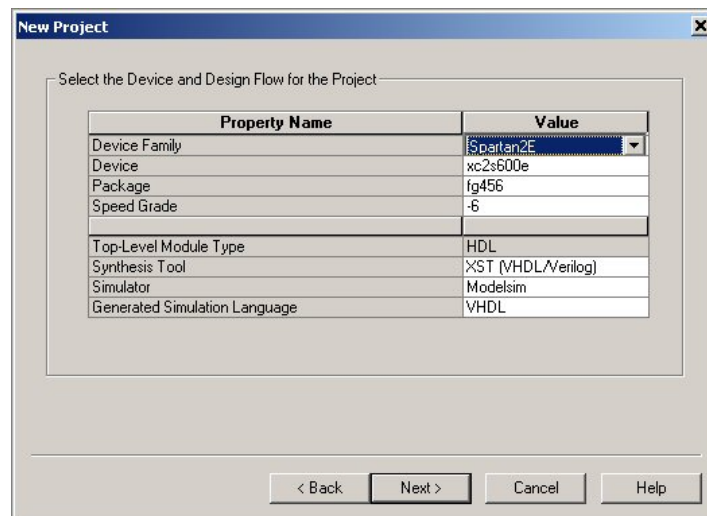 New Project
Select the Device and Design Flow for the Project
Property Name Value
Device Family Spartan2E
Device xc2s600e
Package fg456
Speed Grade -6
Top-Level Module Type HDL
Synthesis Tool XST (VHDL/Verilog)
Simulator Modelsim
Generated Simulation Language VHDL
< Back Next > Cancel Help